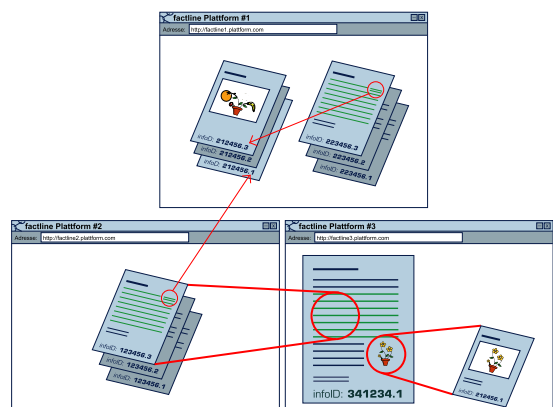 factline Plattform #1
Adresse: http://factline1.plattform.com
infoID: 212456.3
infoID: 212456.2
infoID: 212456.1
infoID: 223456.3
infoID: 223456.2
infoID: 223456.1
factline Plattform #2
Adresse: http://factline2.plattform.com
infoID: 123456.3
infoID: 123456.2
infoID: 123456.1
factline Plattform #3
Adresse: http://factline3.plattform.com
infoID: 341234.1
infoID: 212456.1